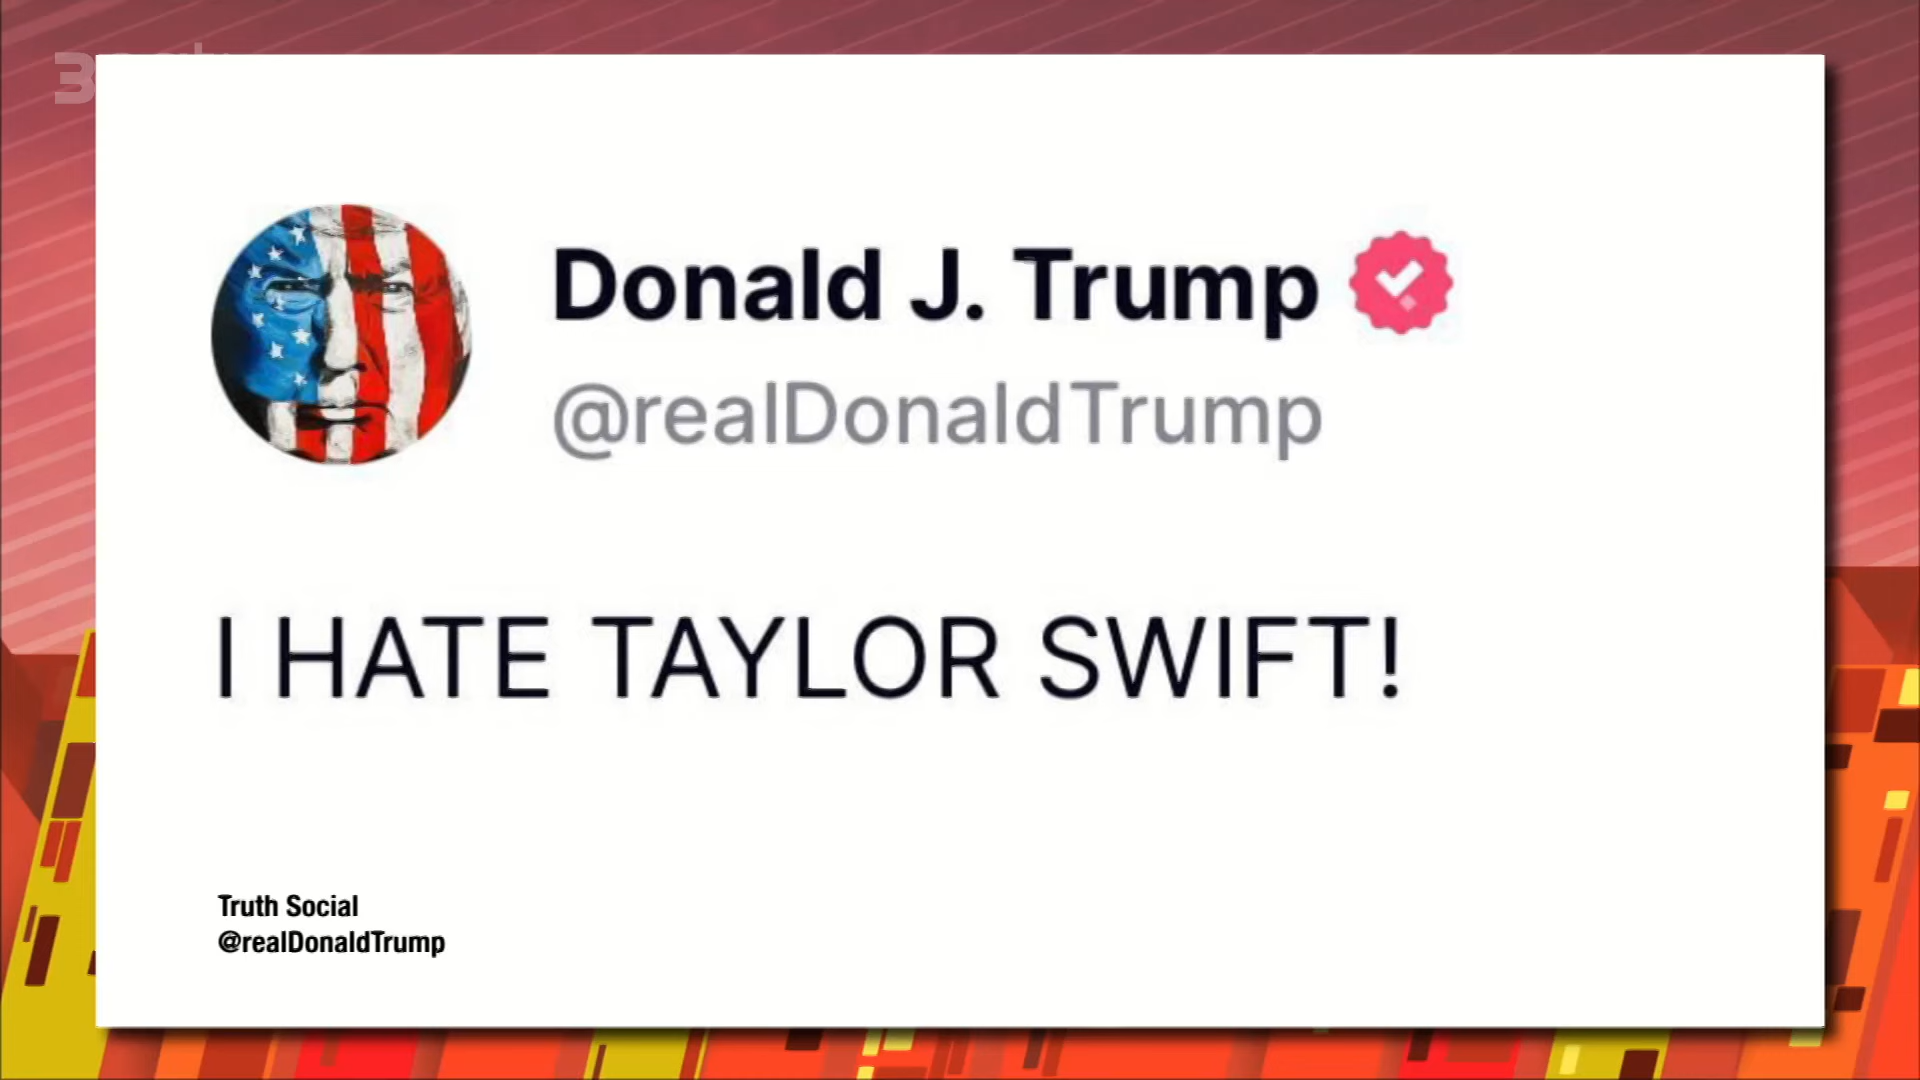 Donald J. Trump
@realDonaldTrump
I HATE TAYLOR SWIFT!
Truth Social
@realDonaldTrump